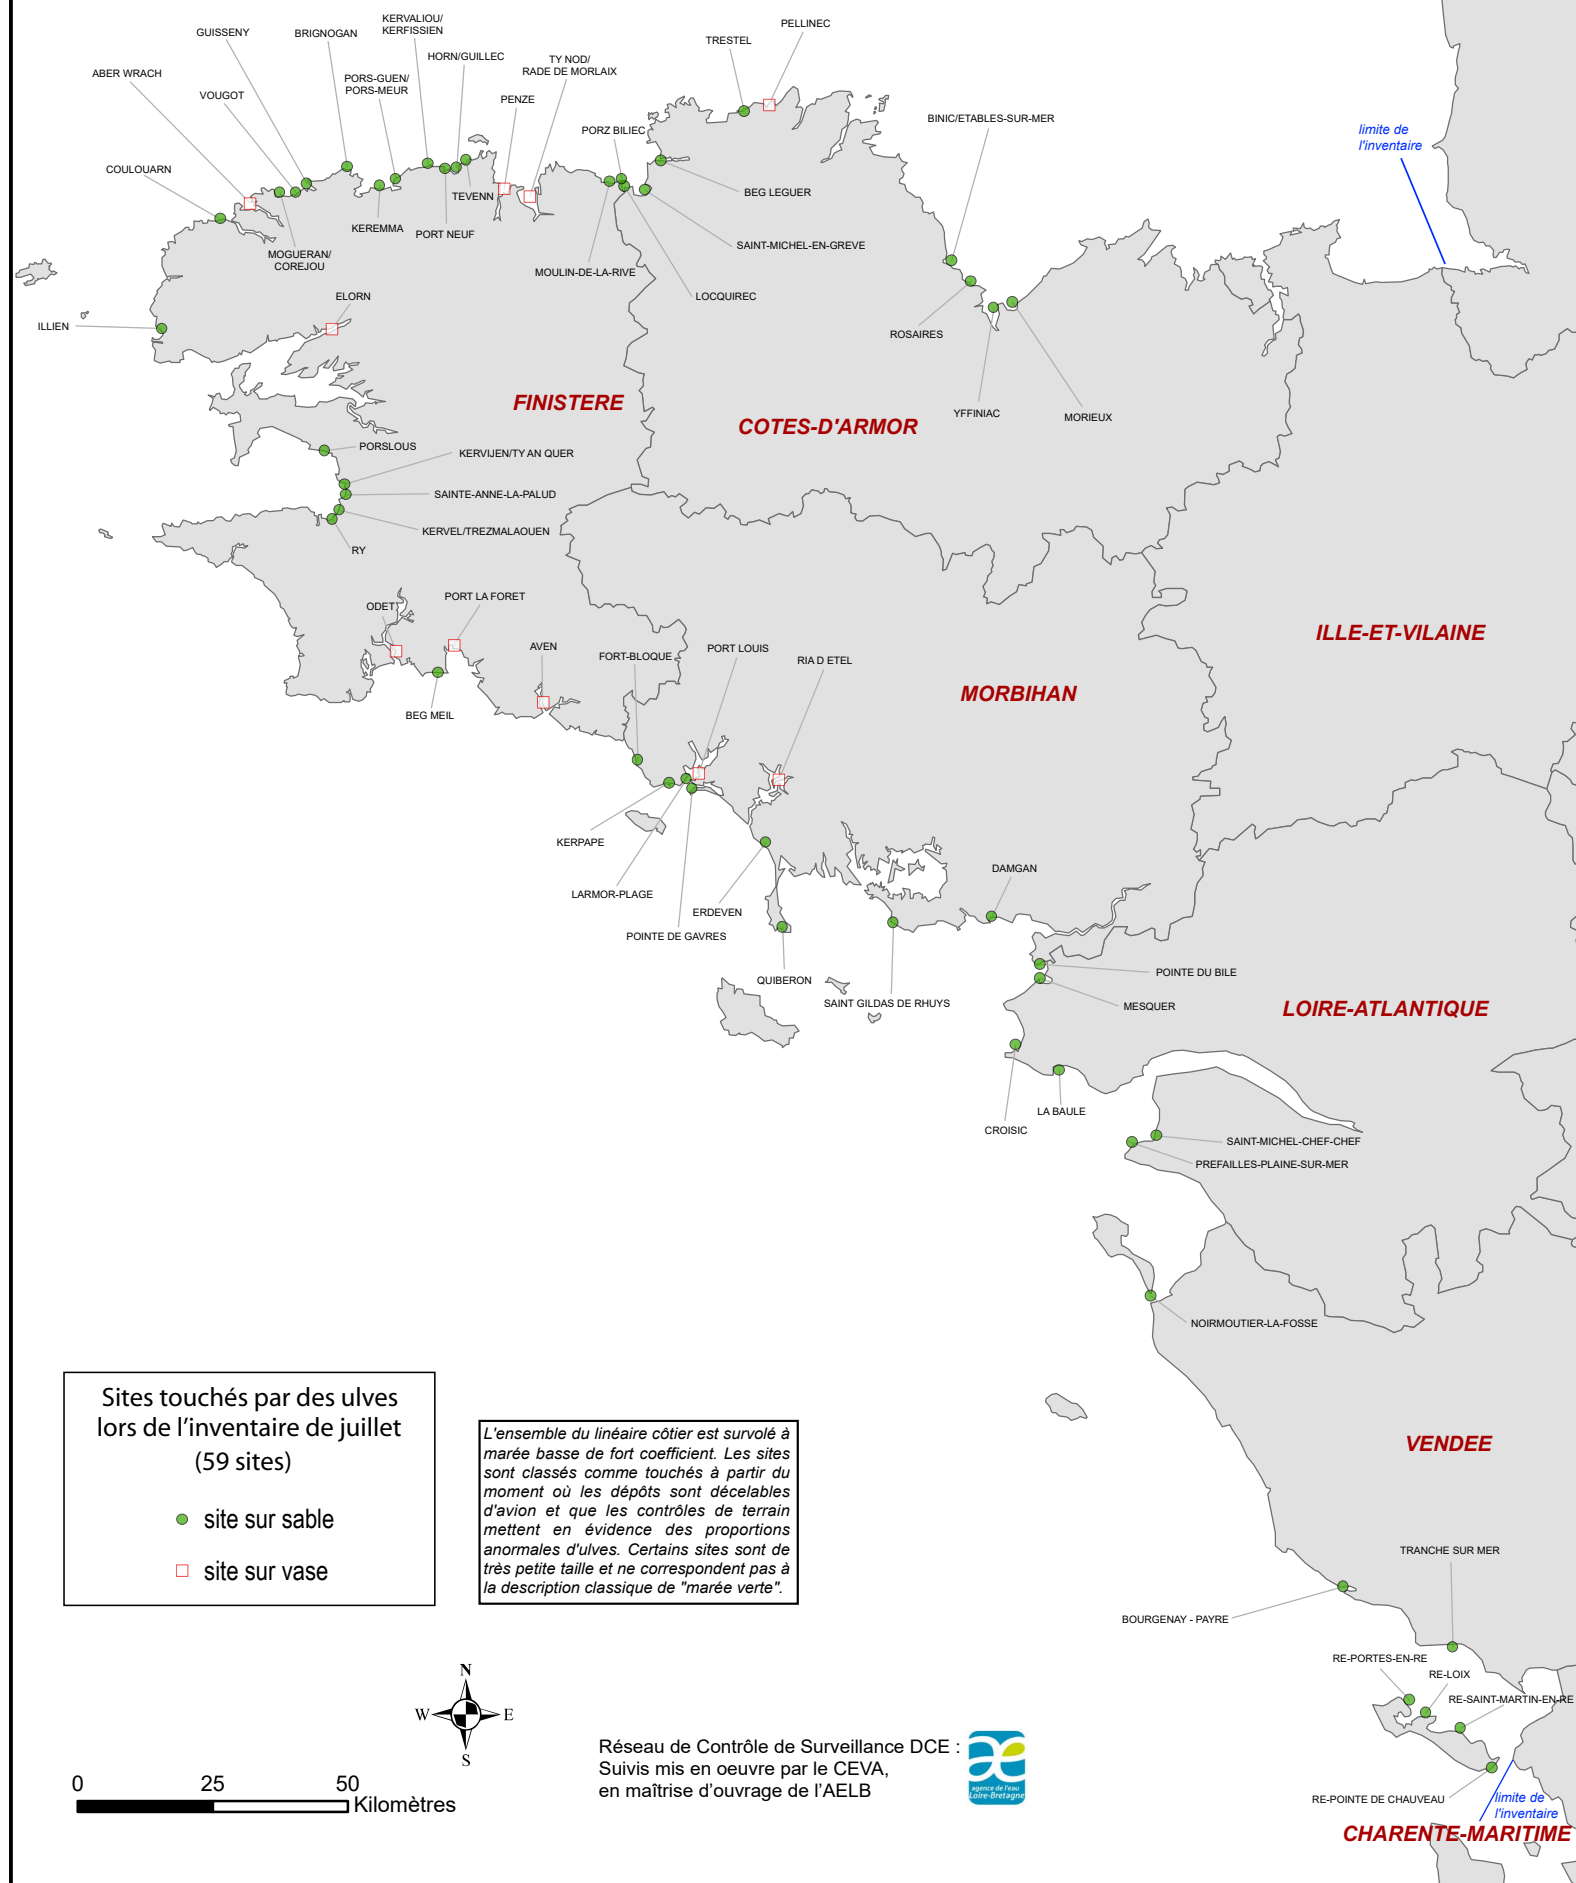 KERVALIOU/
KERFISSIEN
PELLINEC
GUISSENY
BRIGNOGAN
TRESTEL
HORN/GUILLEC
TY NOD/
RADE DE MORLAIX
ABER WRACH
PORS-GUEN/
PORS-MEUR
VOUGOT
PENZE
BINIC/ETABLES-SUR-MER
limite de
l'inventaire
PORZ BILIEC
COULOUARN
TEVENN
BEG LEGUER
KEREMMA
PORT NEUF
SAINT-MICHEL-EN-GREVE
MOGUERAN/
COREJOU
MOULIN-DE-LA-RIVE
ELORN
LOCQUIREC
ILLIEN
ROSAIRES
FINISTERE
COTES-D'ARMOR
YFFINIAC
MORIEUX
PORSLOUS
KERVIJEN/TY AN QUER
SAINTE-ANNE-LA-PALUD
KERVEL/TREZMALAOUEN
RY
PORT LA FORET
ODET
ILLE-ET-VILAINE
AVEN
FORT-BLOQUE
PORT LOUIS
RIA D ETEL
MORBIHAN
BEG MEIL
KERPAPE
DAMGAN
LARMOR-PLAGE
ERDEVEN
POINTE DE GAVRES
POINTE DU BILE
QUIBERON
SAINT GILDAS DE RHUYS
MESQUER
LOIRE-ATLANTIQUE
LA BAULE
CROISIC
SAINT-MICHEL-CHEF-CHEF
PREFAILLES-PLAINE-SUR-MER
NOIRMOUTIER-LA-FOSSE
Sites touchés par des ulves
lors de l'inventaire de juillet
(59 sites)
site sur sable
site sur vase
L'ensemble du linéaire côtier est survolé à
marée basse de fort coefficient. Les sites
sont classés comme touchés à partir du
moment où les dépôts sont décelables
d'avion et que les contrôles de terrain
mettent en évidence des proportions
anormales d'ulves. Certains sites sont de
très petite taille et ne correspondent pas à
la description classique de "marée verte".
VENDEE
TRANCHE SUR MER
BOURGENAY - PAYRE
RE-PORTES-EN-RE
RE-LOIX
RE-SAINT-MARTIN-EN-RE
N
W E
S
Réseau de Contrôle de Surveillance DCE :
Suivis mis en oeuvre par le CEVA,
en maîtrise d'ouvrage de l'AELB
agence de l'eau
Loire-Bretagne
0 25 50
Kilomètres
RE-POINTE DE CHAUVEAU
limite de
l'inventaire
CHARENTE-MARITIME